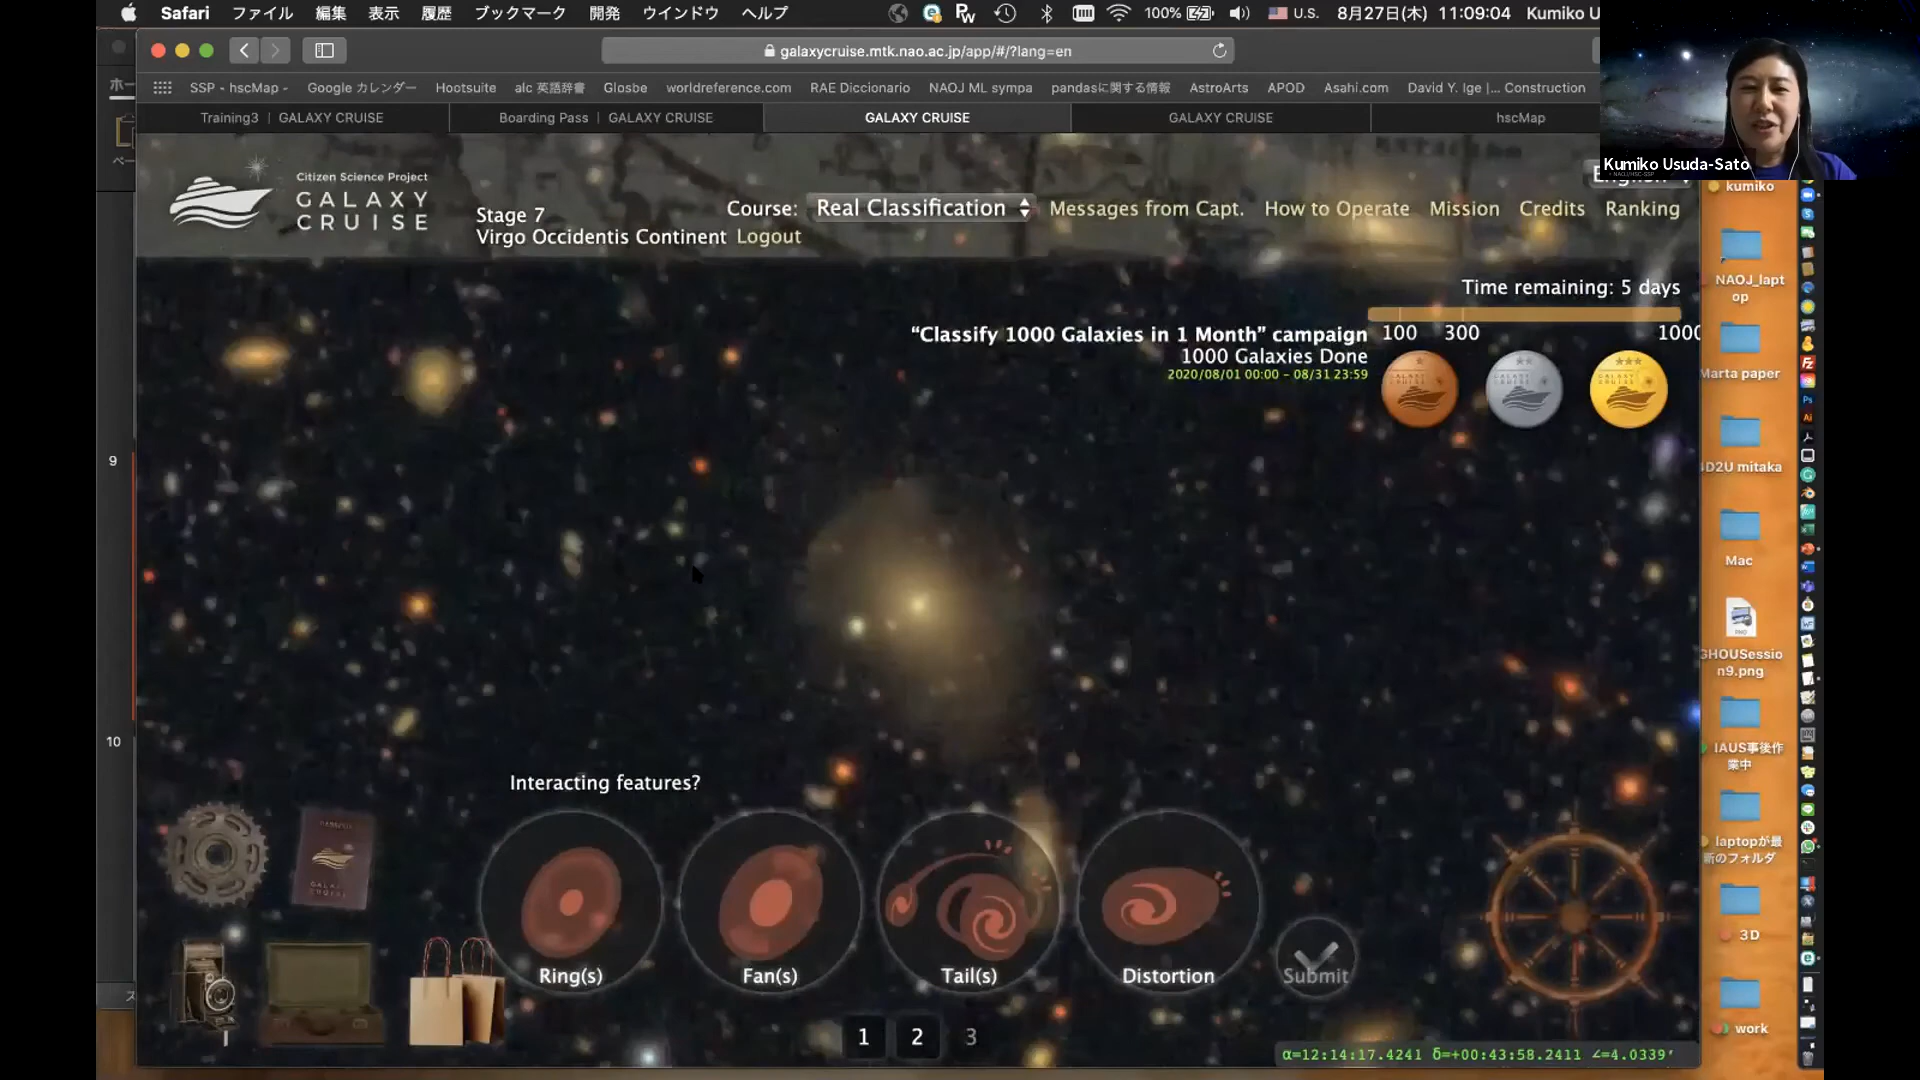 Safari ファイル 編集 表示 履歴 ブックマーク 開発 ウインドウ ヘルプ 100% U.S. 8月27日(木) 11:09:04 Kumiko U
galaxycruise.mtk.nao.ac.jp/app/#/?lang=en
SSP - hscMap - Google カレンダー Hootsuite alc 英語辞書 Glosbe worldreference.com RAE Diccionario NAOJ ML sympa pandasに関する情報 AstroArts APOD Asahi.com David Y. Ige |... Construction
Training3 | GALAXY CRUISE Boarding Pass | GALAXY CRUISE GALAXY CRUISE GALAXY CRUISE hscMap
Kumiko Usuda-Sato
Citizen Science Project
GALAXY
CRUISE
Stage 7
Virgo Occidentis Continent Logout
Course: Real Classification Messages from Capt. How to Operate Mission Credits Ranking
English
Time remaining: 5 days
100 300 1000
“Classify 1000 Galaxies in 1 Month” campaign
1000 Galaxies Done
2020/08/01 00:00 – 08/31 23:59
9
10
Interacting features?
Ring(s) Fan(s) Tail(s) Distortion Submit
1 2 3
α=12:14:17.4241 δ=+00:43:58.2411 ∠=4.0339′
kumiko
NAOJ_lapt
op
Marta paper
4D2U mitaka
Mac
GHOUSessio
n9.png
IAUS事後作
業中
laptopが最
新のフォルダ
3D
work